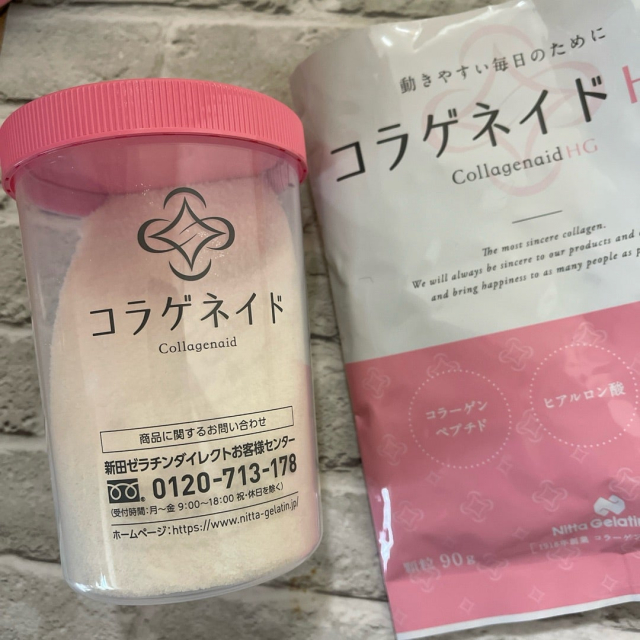 コラゲネイド
Collagenaid
商品に関するお問い合わせ
新田ゼラチンダイレクトお客様センター
0120-713-178
(受付時間:月～金 9:00～18:00 祝・休日を除く)
ホームページ:https://www.nitta-gelatin.jp/
動きやすい毎日のために
コラゲネイド H
Collagenaid HG
The most sincere collagen.
We will always be sincere to our products and
and bring happiness to as many people as
コラーゲン
ペプチド
ヒアルロン酸
Nitta Gelatin
顆粒 90g